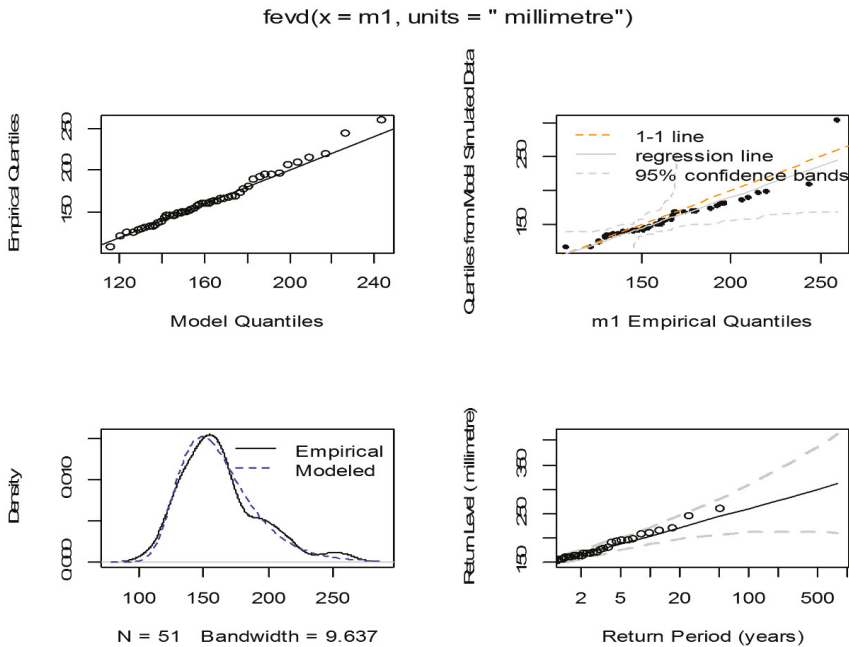 fevd(x = m1, units = " millimetre")
Empirical Quantiles
150 200 250
120 160 200 240
Model Quantiles
Quantiles from Model Simulated Data
150 250
1-1 line
regression line
95% confidence bands
150 200 250
m1 Empirical Quantiles
Density
0.000 0.010
Empirical
Modeled
100 150 200 250
N = 51 Bandwidth = 9.637
Return Level ( millimetre)
150 250 350
2 5 20 100 500
Return Period (years)